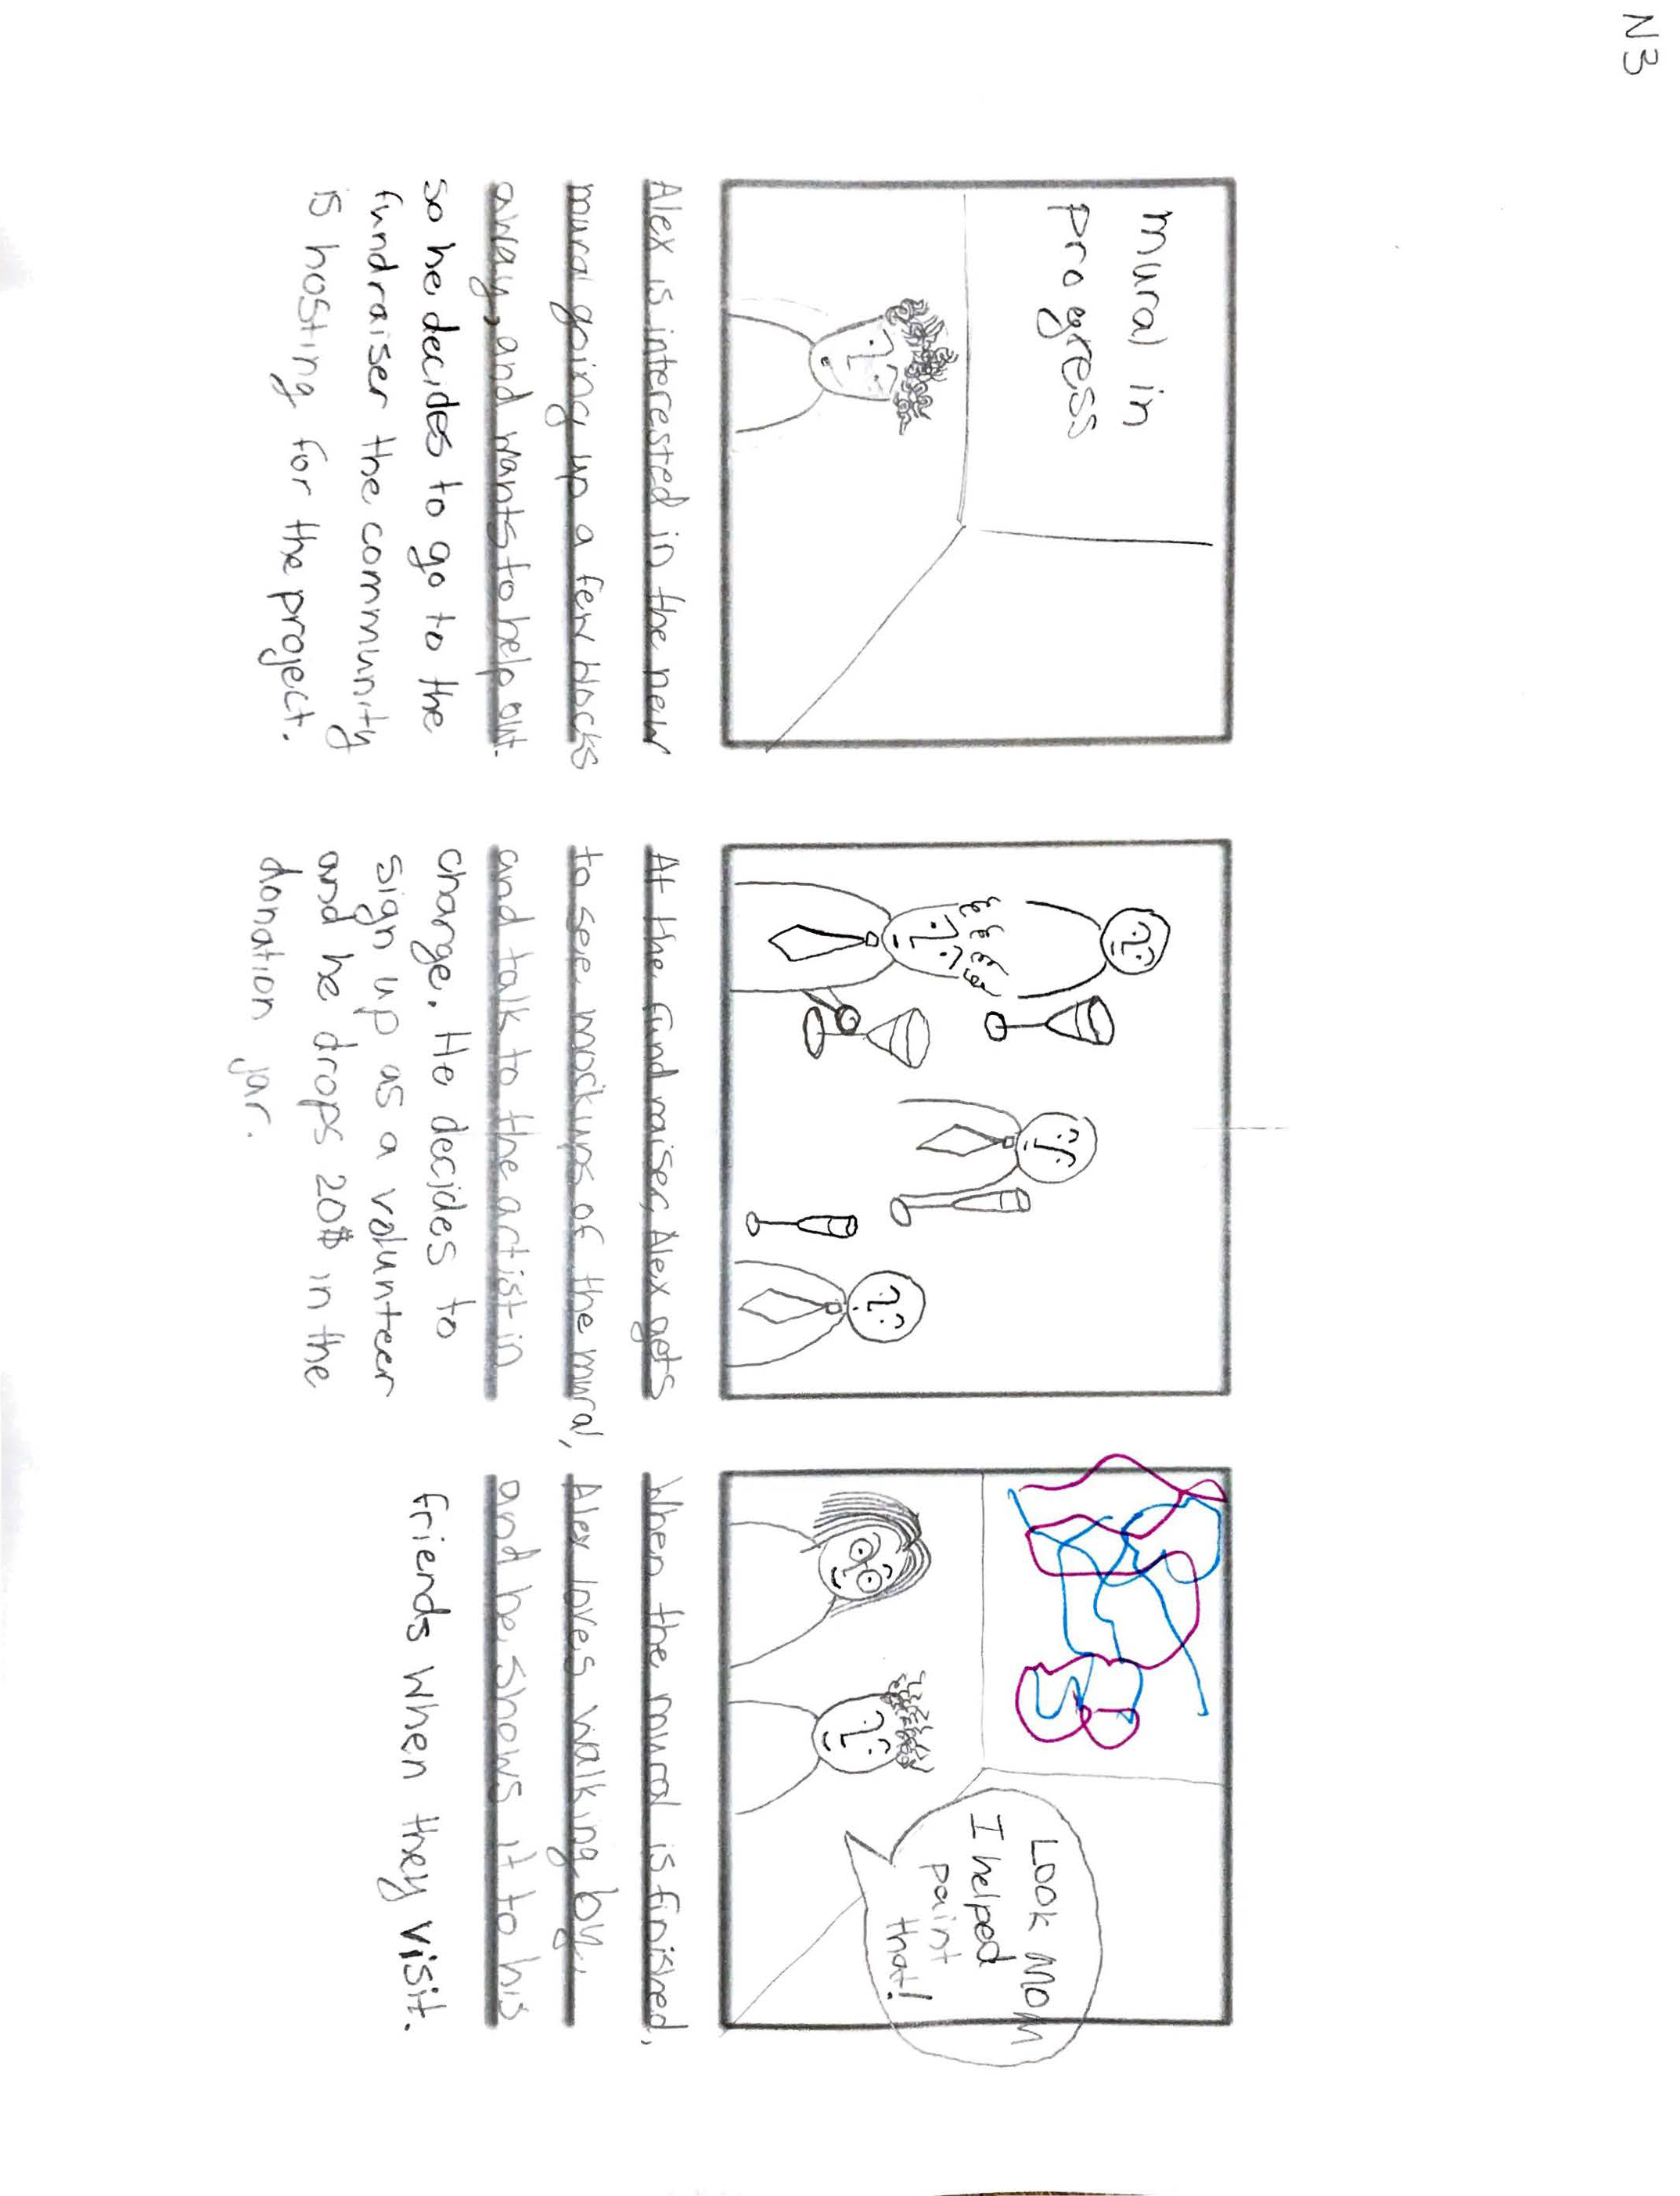 N3
mural in
progress
Alex is interested in the new
mural going up a few blocks
away, and wants to help out.
so he decides to go to the
fundraiser the community
is hosting for the project.
At the fundraiser, Alex gets
to see mockups of the mural,
and talk to the artist in
charge. He decides to
sign up as a volunteer
and he drops 20$ in the
donation jar.
Look mom
I helped
paint
that!
When the mural is finished,
Alex loves walking by,
and he shows it to his
friends when they visit.